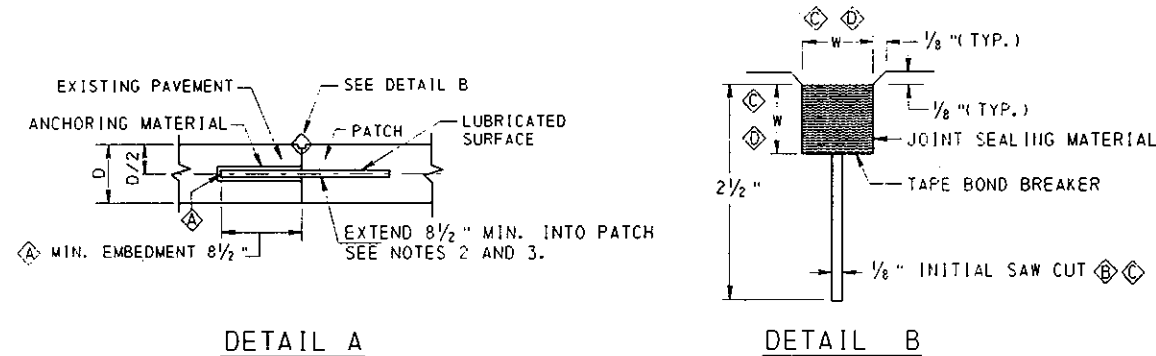 EXISTING PAVEMENT
SEE DETAIL B
ANCHORING MATERIAL
PATCH
LUBRICATED
SURFACE
D
D/2
A
A MIN. EMBEDMENT 8½"
EXTEND 8½" MIN. INTO PATCH
SEE NOTES 2 AND 3.
DETAIL A
C D
W
⅛"(TYP.)
C
D
W
⅛"(TYP.)
JOINT SEALING MATERIAL
TAPE BOND BREAKER
2½"
⅛" INITIAL SAW CUT B C
DETAIL B